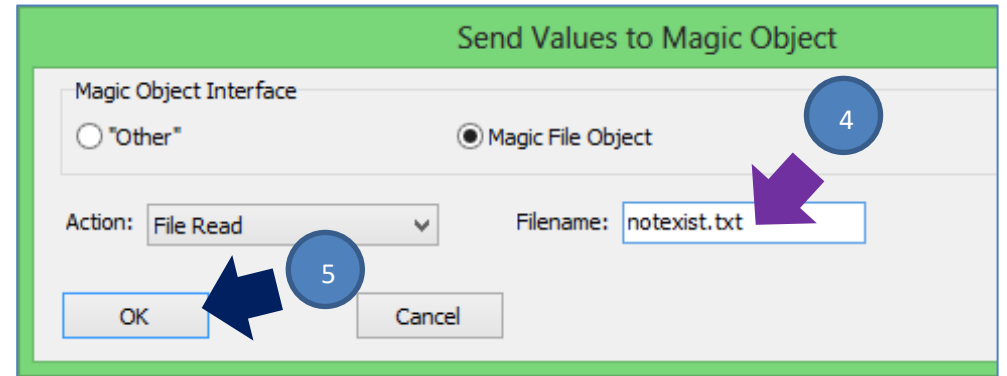 Send Values to Magic Object
Magic Object Interface
"Other"
Magic File Object
4
Action:
File Read
Filename:
notexist.txt
5
OK
Cancel